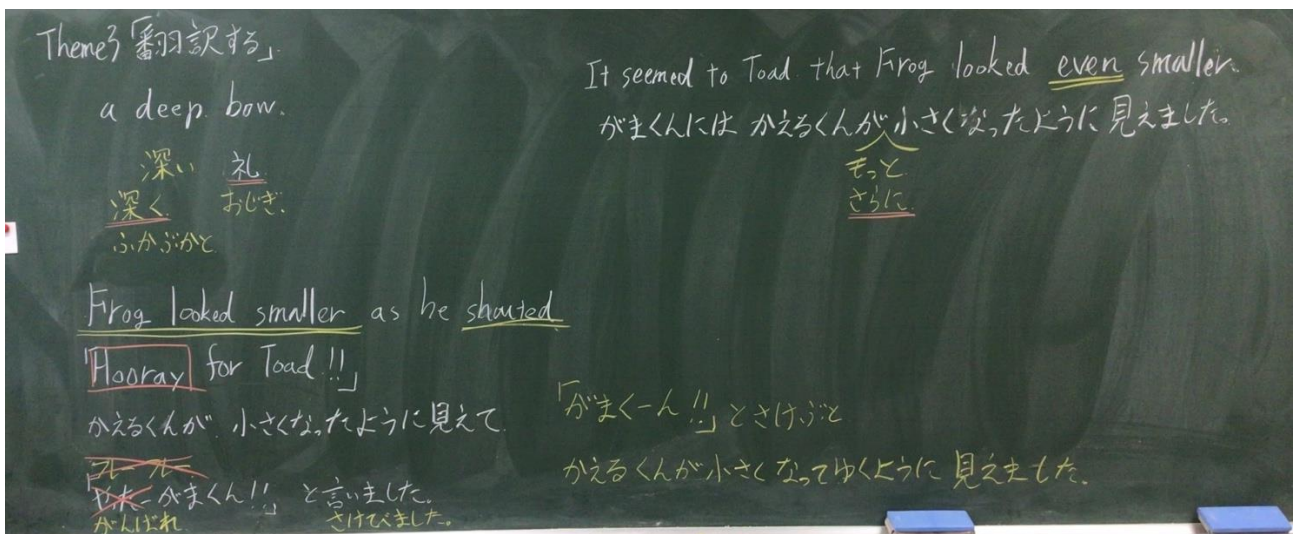 Theme3「翻訳する」
a deep bow.
深い 礼
深く おじぎ.
ふかぶかと
Frog looked smaller as he shouted
「Hooray for Toad!!」
かえるくんが 小さくなったように見えて
フレーフレー
「 がまくん!!」と言いました。
がんばれ さけびました。
It seemed to Toad that Frog looked even smaller.
がまくんには かえるくんが 小さくなったように 見えました。
もっと
さらに
「がまくーん!!」とさけぶと
かえるくんが小さくなってゆくように 見えました。